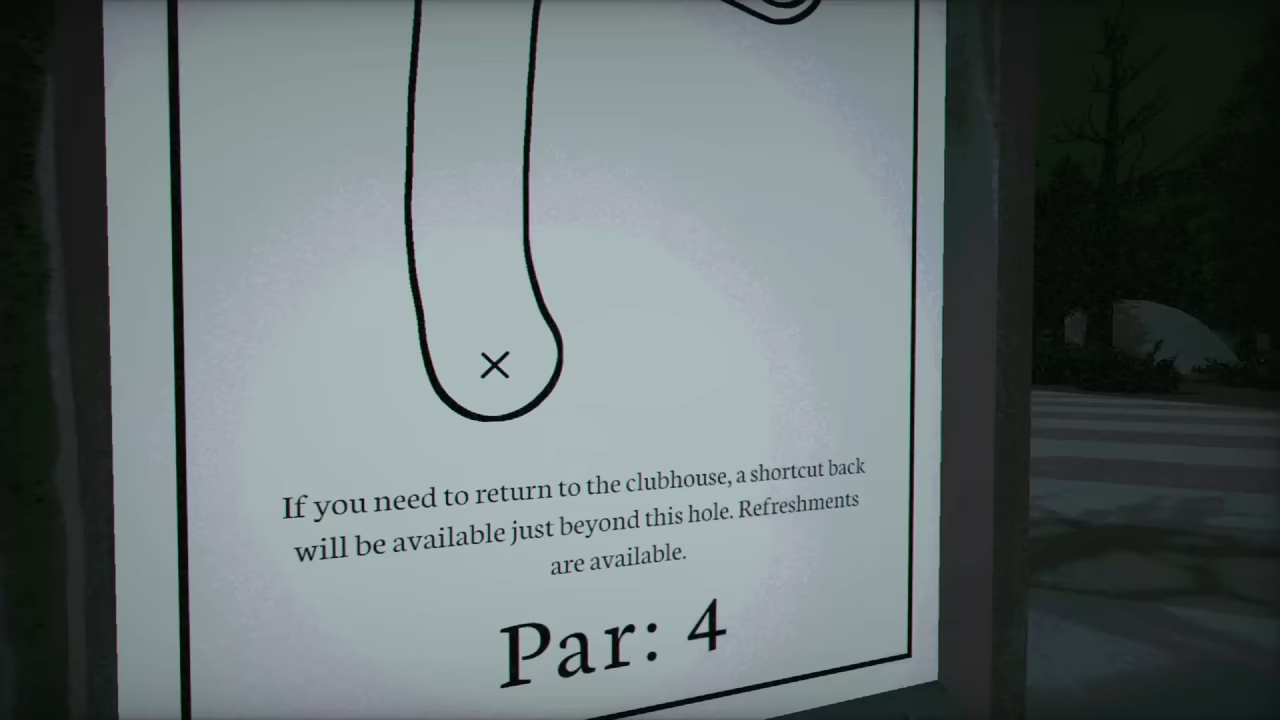 If you need to return to the clubhouse, a shortcut back
will be available just beyond this hole. Refreshments
are available.
Par: 4